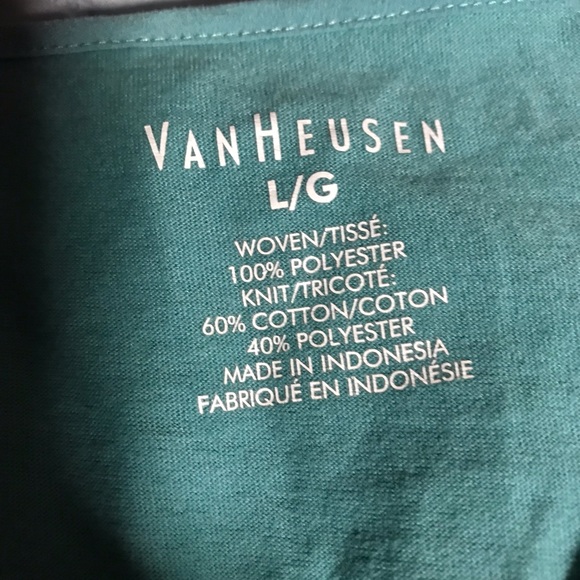 VANHEUSEN
L/G
WOVEN/TISSÉ:
100% POLYESTER
KNIT/TRICOTÉ:
60% COTTON/COTON
40% POLYESTER
MADE IN INDONESIA
FABRIQUÉ EN INDONÉSIE